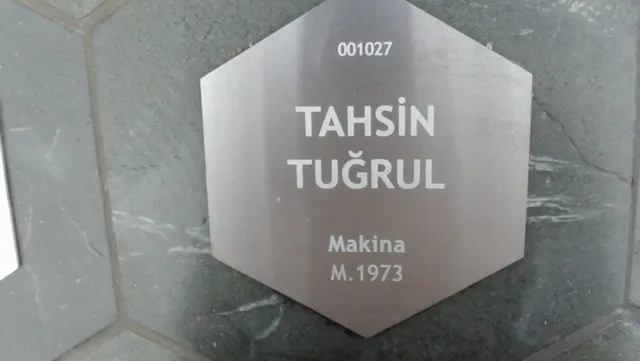 001027
TAHSİN
TUĞRUL
Makina
M.1973